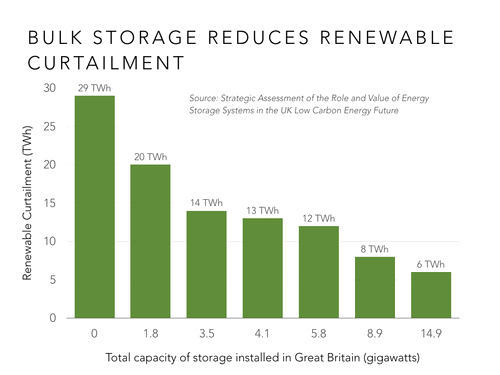 BULK STORAGE REDUCES RENEWABLE
CURTAILMENT
Source: Strategic Assessment of the Role and Value of Energy
Storage Systems in the UK Low Carbon Energy Future
Renewable Curtailment (TWh)
30
25
20
15
10
5
0
29 TWh
20 TWh
14 TWh
13 TWh
12 TWh
8 TWh
6 TWh
0 1.8 3.5 4.1 5.8 8.9 14.9
Total capacity of storage installed in Great Britain (gigawatts)